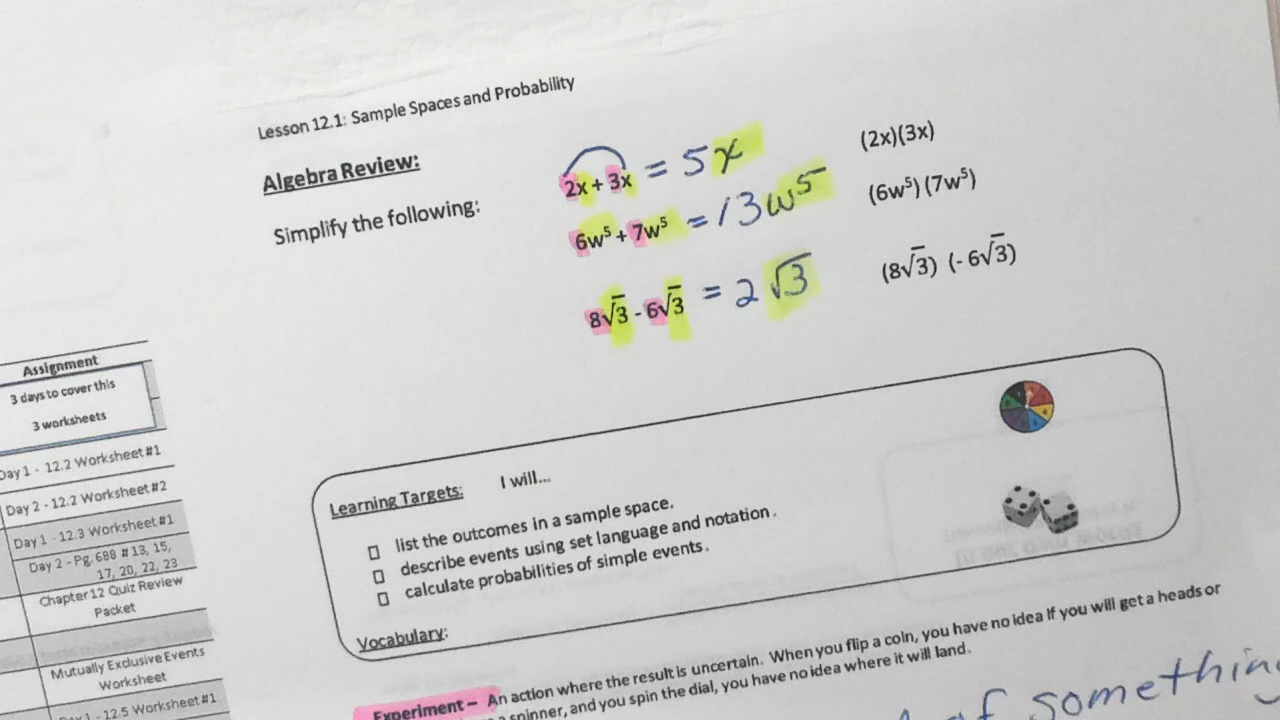 Lesson 12.1: Sample Spaces and Probability
Algebra Review:
Simplify the following:
2x + 3x = 5x
(2x)(3x)
6w⁵ + 7w⁵ = 13w⁵
(6w⁵) (7w⁵)
8√3 - 6√3 = 2√3
(8√3) (- 6√3)
Assignment
3 days to cover this
3 worksheets
Day 1 - 12.2 Worksheet #1
Day 2 - 12.2 Worksheet #2
Day 1 - 12.3 Worksheet #1
Day 2 - Pg. 688 # 13, 15,
17, 20, 22, 23
Chapter 12 Quiz Review
Packet
Mutually Exclusive Events
Worksheet
Day 1 - 12.5 Worksheet #1
Learning Targets: I will...
list the outcomes in a sample space.
describe events using set language and notation.
calculate probabilities of simple events.
Vocabulary:
Experiment – An action where the result is uncertain. When you flip a coin, you have no idea if you will get a heads or
a spinner, and you spin the dial, you have no idea where it will land.
of something